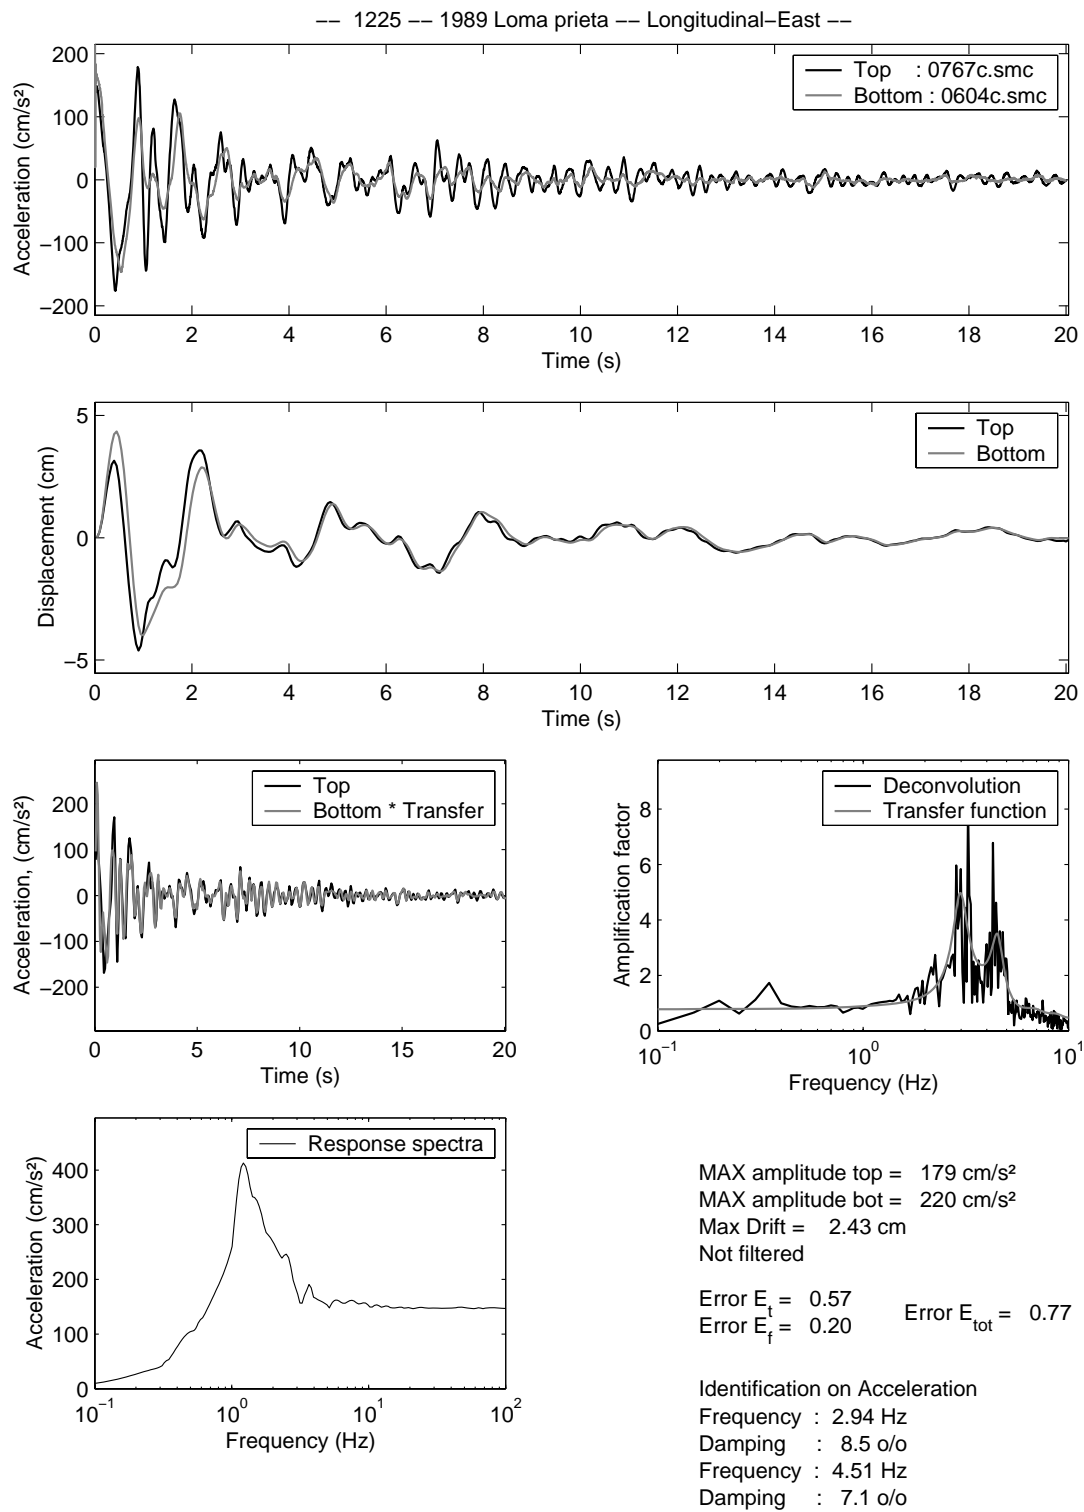 −− 1225 −− 1989 Loma prieta −− Longitudinal−East −−
Acceleration (cm/s²)
200
100
0
−100
−200
Top : 0767c.smc
Bottom : 0604c.smc
0 2 4 6 8 10 12 14 16 18 20
Time (s)
Displacement (cm)
5
0
−5
Top
Bottom
0 2 4 6 8 10 12 14 16 18 20
Time (s)
Acceleration, (cm/s²)
200
100
0
−100
−200
Top
Bottom * Transfer
0 5 10 15 20
Time (s)
Amplification factor
8
6
4
2
0
Deconvolution
Transfer function
10⁻¹ 10⁰ 10¹
Frequency (Hz)
Acceleration (cm/s²)
400
300
200
100
0
Response spectra
10⁻¹ 10⁰ 10¹ 10²
Frequency (Hz)
MAX amplitude top = 179 cm/s²
MAX amplitude bot = 220 cm/s²
Max Drift = 2.43 cm
Not filtered
Error E_t = 0.57
Error E_f = 0.20
Error E_tot = 0.77
Identification on Acceleration
Frequency : 2.94 Hz
Damping : 8.5 o/o
Frequency : 4.51 Hz
Damping : 7.1 o/o